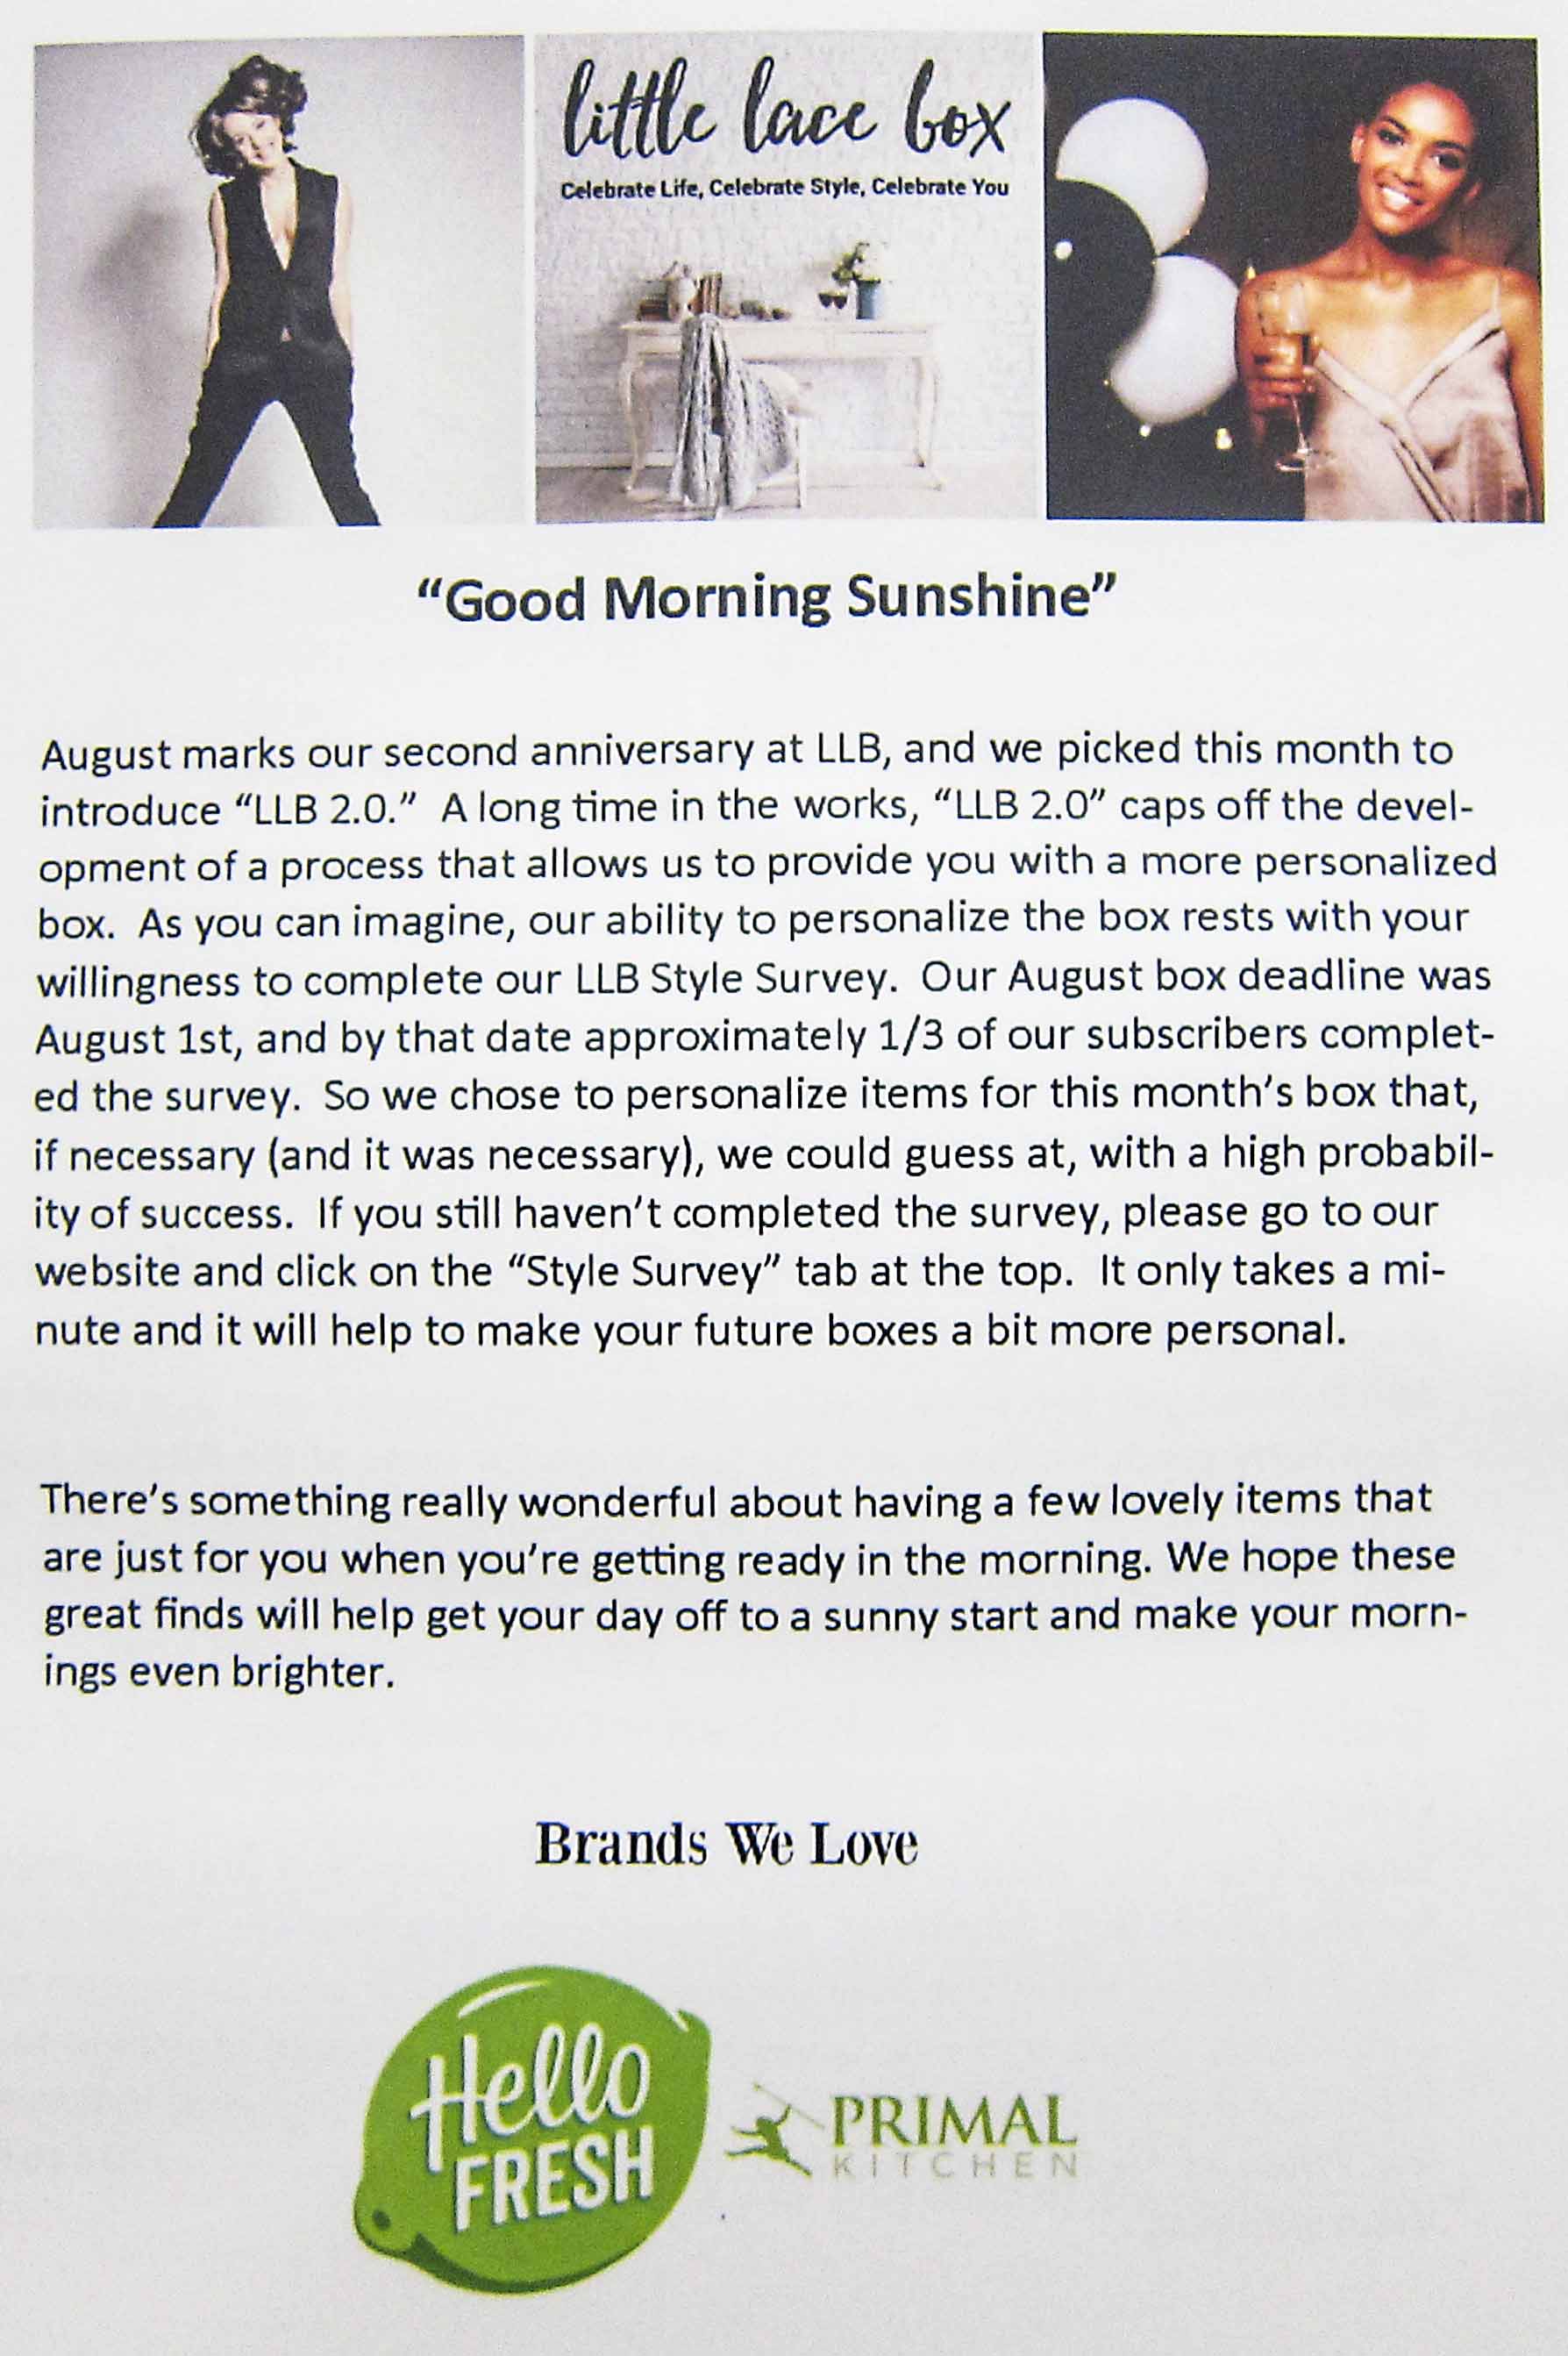 little lace box
Celebrate Life, Celebrate Style, Celebrate You
“Good Morning Sunshine”
August marks our second anniversary at LLB, and we picked this month to
introduce “LLB 2.0.”  A long time in the works, “LLB 2.0” caps off the devel-
opment of a process that allows us to provide you with a more personalized
box.  As you can imagine, our ability to personalize the box rests with your
willingness to complete our LLB Style Survey.  Our August box deadline was
August 1st, and by that date approximately 1/3 of our subscribers complet-
ed the survey.  So we chose to personalize items for this month’s box that,
if necessary (and it was necessary), we could guess at, with a high probabil-
ity of success.  If you still haven’t completed the survey, please go to our
website and click on the “Style Survey” tab at the top.  It only takes a mi-
nute and it will help to make your future boxes a bit more personal.
There’s something really wonderful about having a few lovely items that
are just for you when you’re getting ready in the morning. We hope these
great finds will help get your day off to a sunny start and make your morn-
ings even brighter.
Brands We Love
Hello
FRESH
PRIMAL
KITCHEN